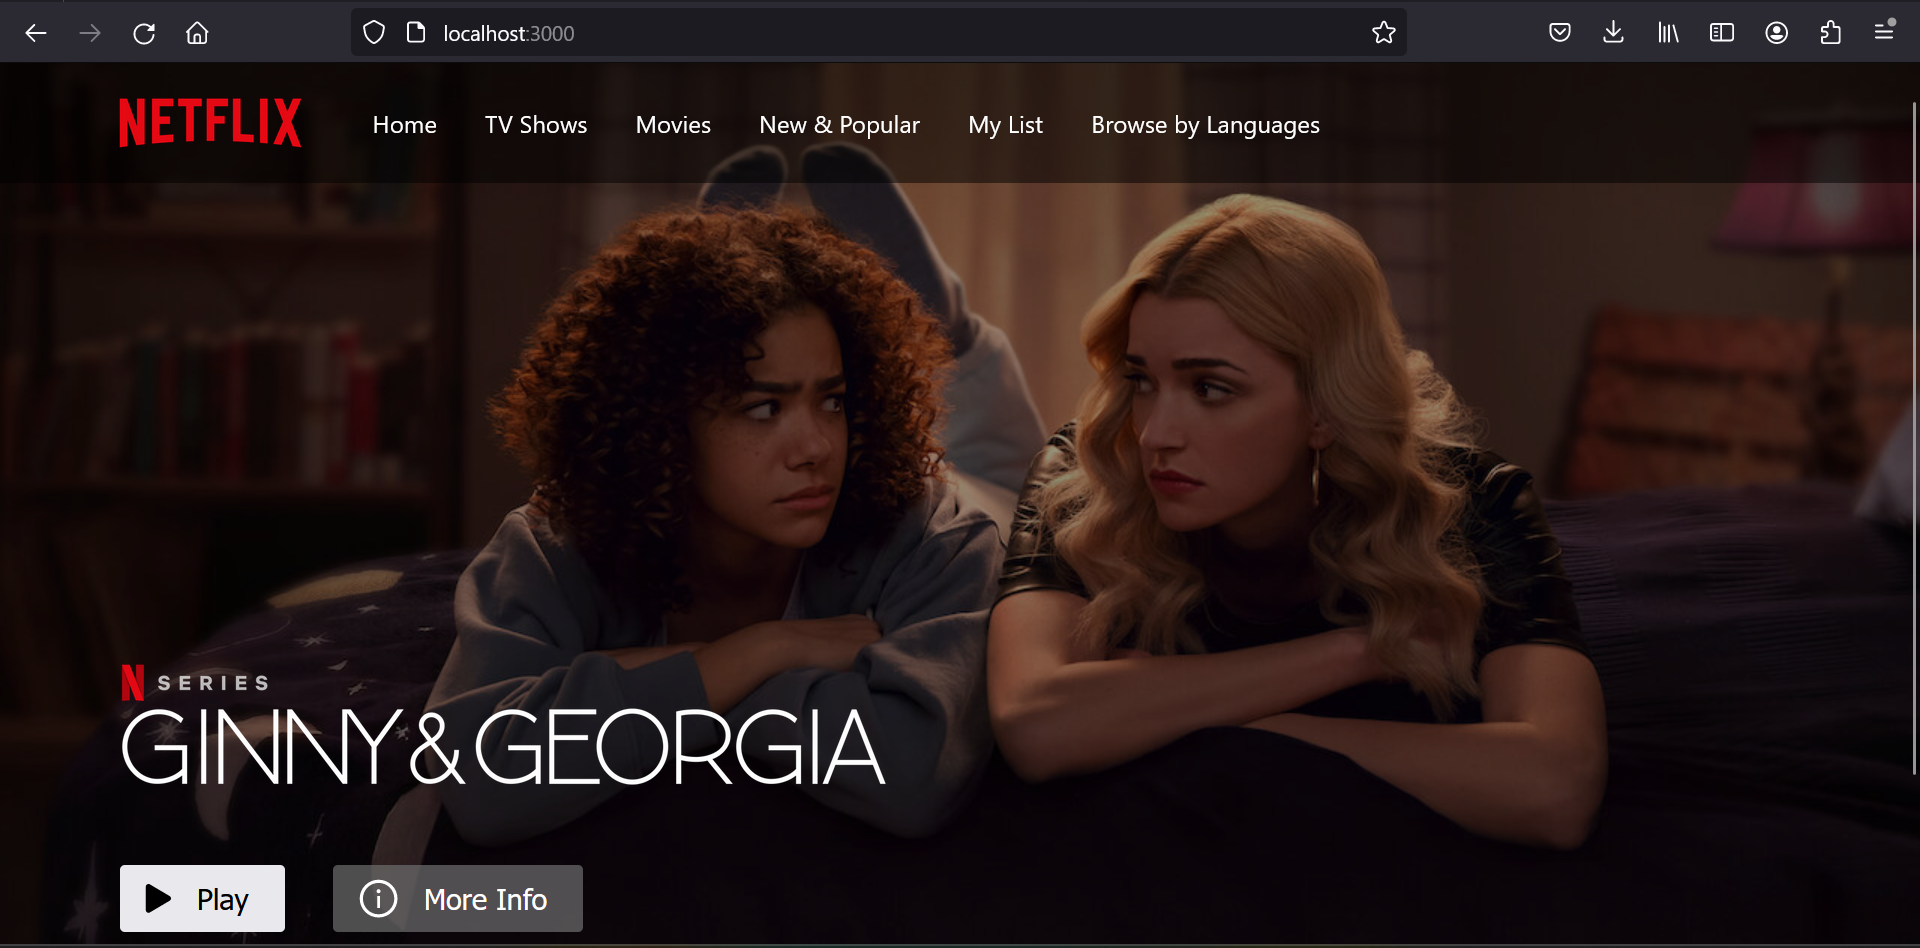 localhost:3000
NETFLIX Home TV Shows Movies New & Popular My List Browse by Languages
N SERIES
GINNY & GEORGIA
Play More Info